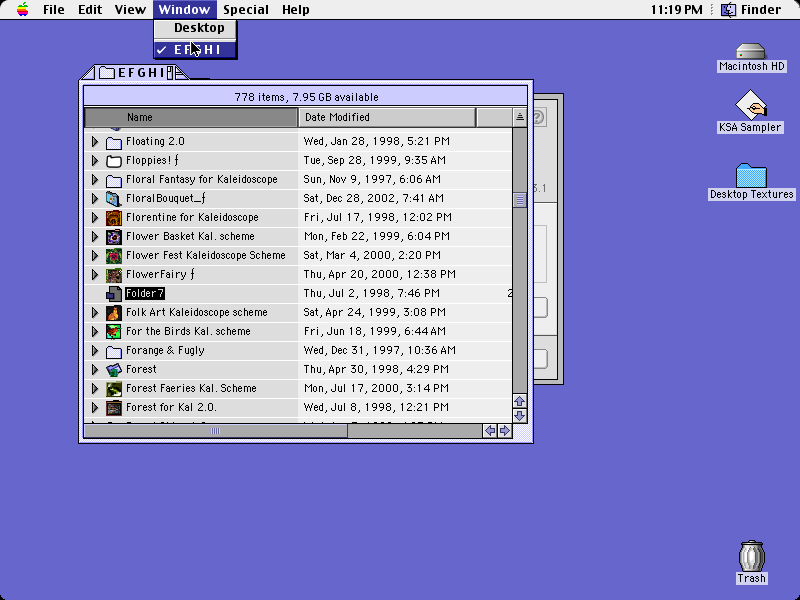 File Edit View Window Special Help 11:19 PM Finder
Desktop
✓ E F G H I
E F G H I
778 items, 7.95 GB available
Name Date Modified
Floating 2.0 Wed, Jan 28, 1998, 5:21 PM
Floppies! ƒ Tue, Sep 28, 1999, 9:35 AM
Floral Fantasy for Kaleidoscope Sun, Nov 9, 1997, 6:06 AM
FloralBouquet_ƒ Sat, Dec 28, 2002, 7:41 AM
Florentine for Kaleidoscope Fri, Jul 17, 1998, 12:02 PM
Flower Basket Kal. scheme Mon, Feb 22, 1999, 6:04 PM
Flower Fest Kaleidoscope Scheme Sat, Mar 4, 2000, 2:20 PM
FlowerFairy ƒ Thu, Apr 20, 2000, 12:38 PM
Folder7 Thu, Jul 2, 1998, 7:46 PM 2
Folk Art Kaleidoscope scheme Sat, Apr 24, 1999, 3:08 PM
For the Birds Kal. scheme Fri, Jun 18, 1999, 6:44 AM
Forange & Fugly Wed, Dec 31, 1997, 10:36 AM
Forest Thu, Apr 30, 1998, 4:29 PM
Forest Faeries Kal. Scheme Mon, Jul 17, 2000, 3:14 PM
Forest for Kal 2.0. Wed, Jul 8, 1998, 12:21 PM
?
3.1
Macintosh HD
KSA Sampler
Desktop Textures
Trash